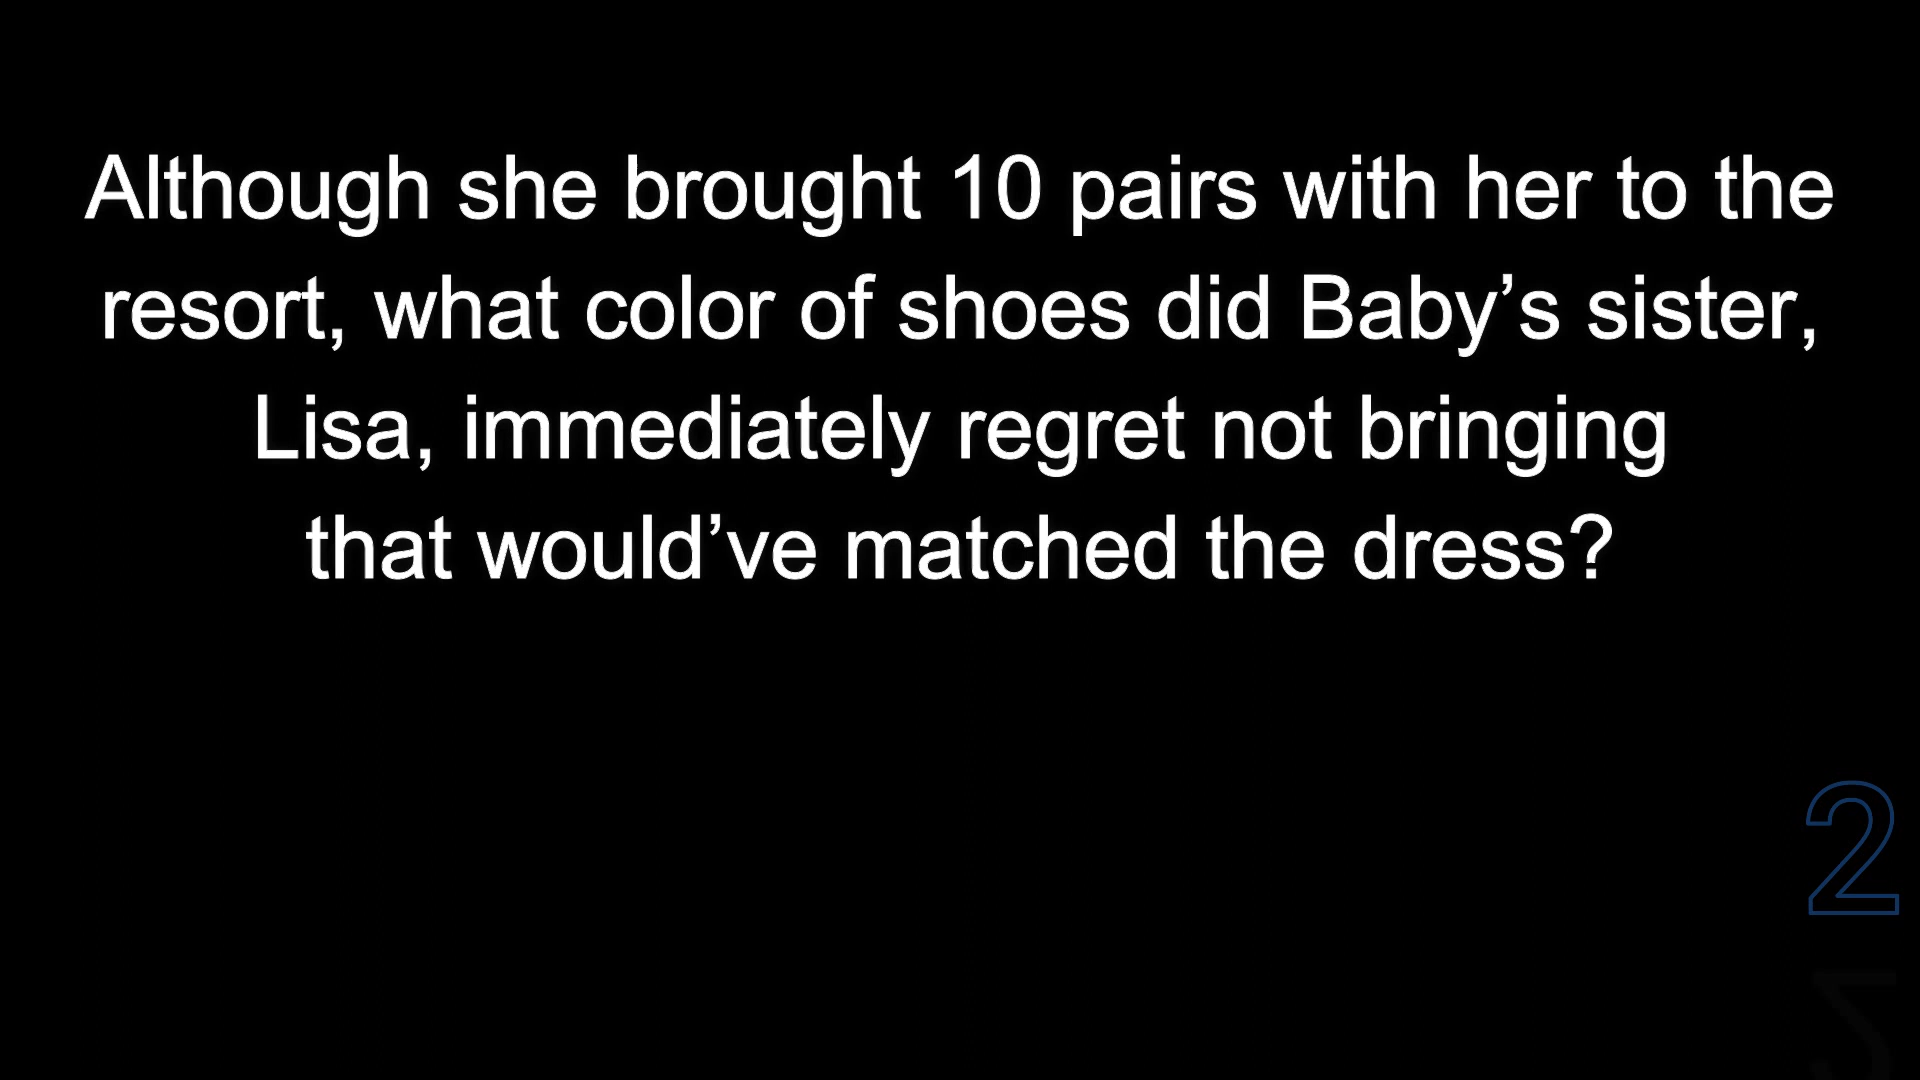 Although she brought 10 pairs with her to the
resort, what color of shoes did Baby’s sister,
Lisa, immediately regret not bringing
that would’ve matched the dress?
2